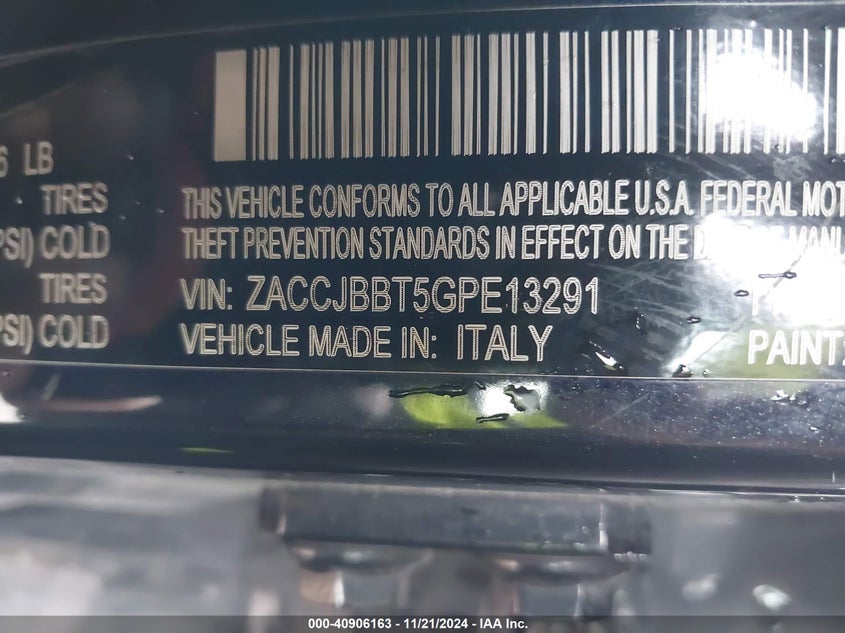 6 LB
TIRES
PSI) COLD
TIRES
PSI) COLD
THIS VEHICLE CONFORMS TO ALL APPLICABLE U.S.A. FEDERAL MOT
THEFT PREVENTION STANDARDS IN EFFECT ON THE MANU
VIN: ZACCJBBT5GPE13291
VEHICLE MADE IN: ITALY
PAINT:
000-40906163 - 11/21/2024 - IAA Inc.